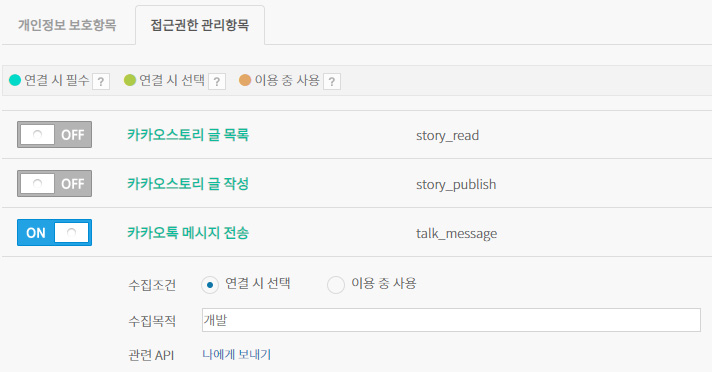 개인정보 보호항목 접근권한 관리항목
연결 시 필수 ? 연결 시 선택 ? 이용 중 사용 ?
OFF 카카오스토리 글 목록 story_read
OFF 카카오스토리 글 작성 story_publish
ON 카카오톡 메시지 전송 talk_message
수집조건 연결 시 선택 이용 중 사용
수집목적 개발
관련 API 나에게 보내기